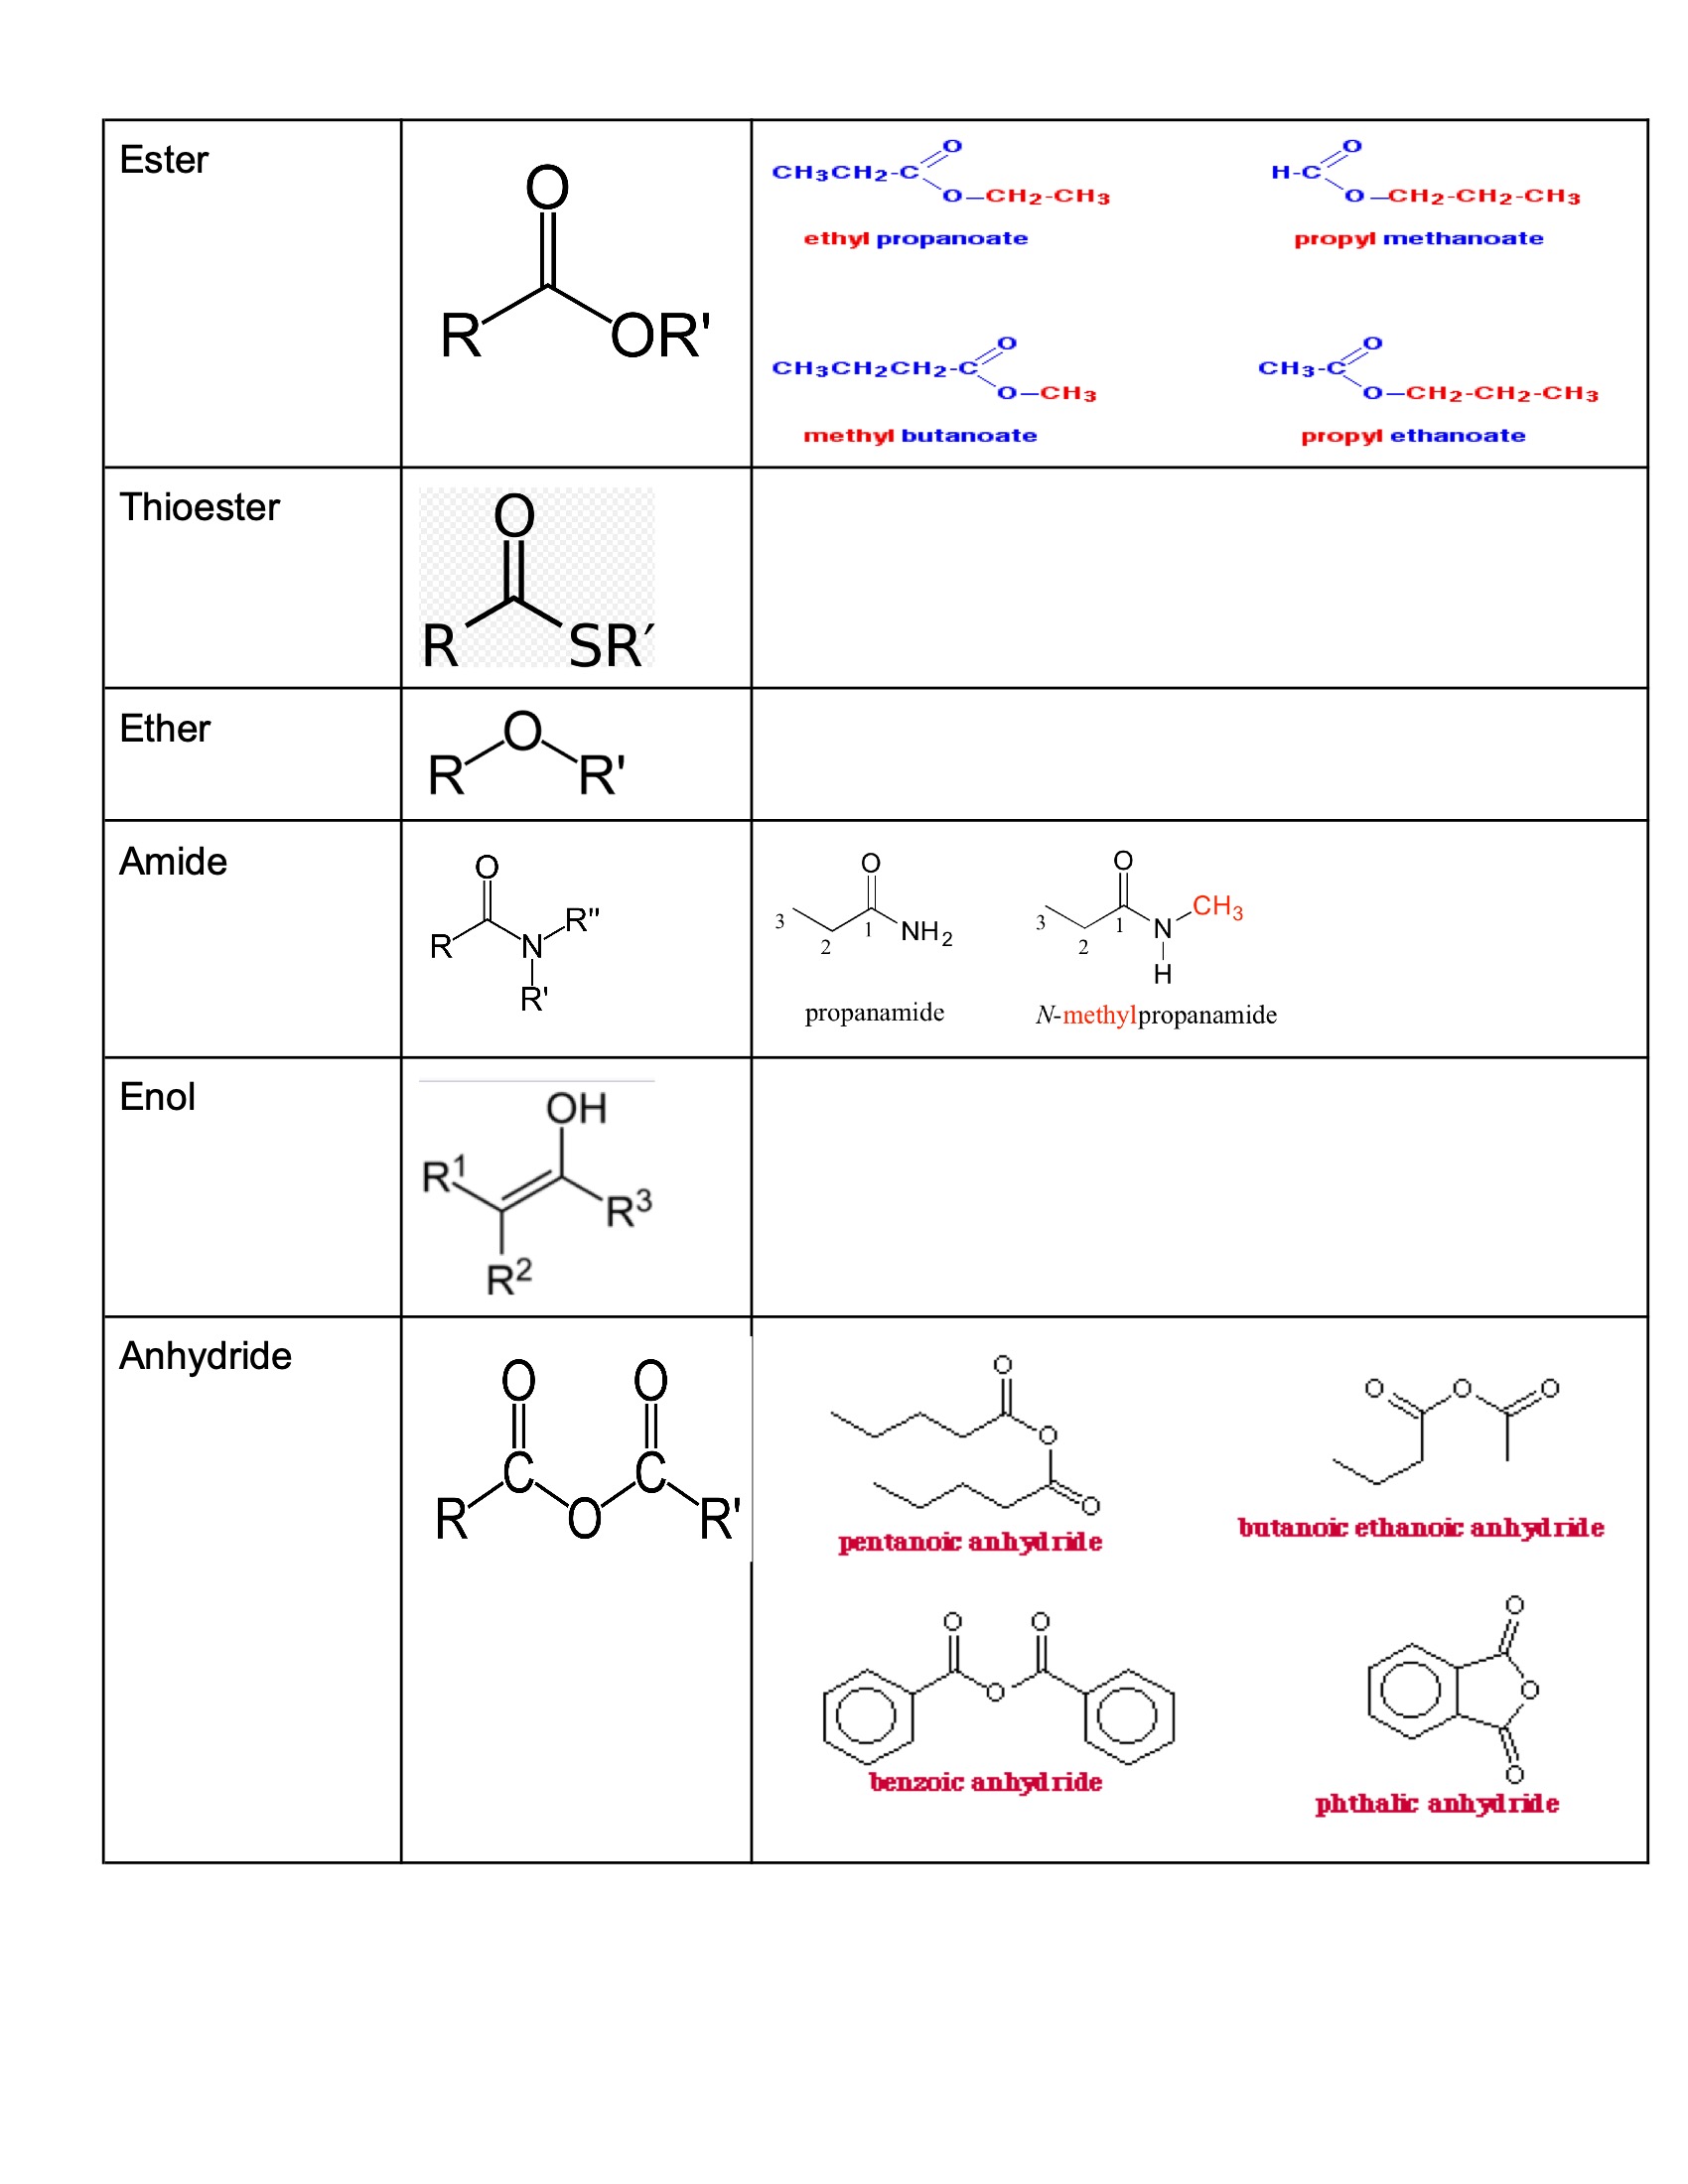 Ester
O
R
OR'
CH3CH2-C
O
O-CH2-CH3
ethyl propanoate
H-C
O
O-CH2-CH2-CH3
propyl methanoate
CH3CH2CH2-C
O
O-CH3
methyl butanoate
CH3-C
O
O-CH2-CH2-CH3
propyl ethanoate
Thioester
O
R
SR′
Ether
O
R
R'
Amide
O
R
N
R"
R'
O
3
2
1
NH2
propanamide
O
3
2
1
N
CH3
H
N-methylpropanamide
Enol
OH
R1
R3
R2
Anhydride
O
O
C
C
R
O
R'
O
O
O
pentanoic anhydride
O
O
O
butanoic ethanoic anhydride
O
O
O
benzoic anhydride
O
O
O
phthalic anhydride